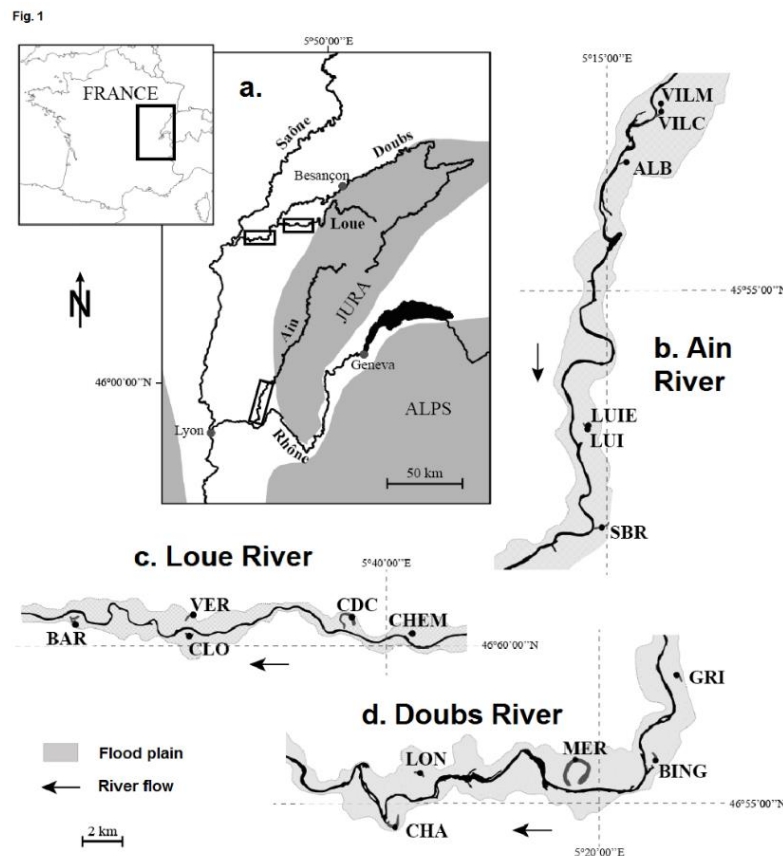 Fig. 1
5°50'00''E
FRANCE
a.
Saône
Doubs
Besançon
Loue
N
JURA
Ain
Geneva
46°00'00''N
ALPS
Lyon
Rhône
50 km
5°15'00''E
VILM
VILC
ALB
45°55'00''N
b. Ain
River
LUIE
LUI
SBR
c. Loue River
5°40'00''E
VER
CDC
CHEM
BAR
CLO
46°60'00''N
d. Doubs River
GRI
LON
MER
BING
CHA
46°55'00''N
5°20'00''E
Flood plain
River flow
2 km